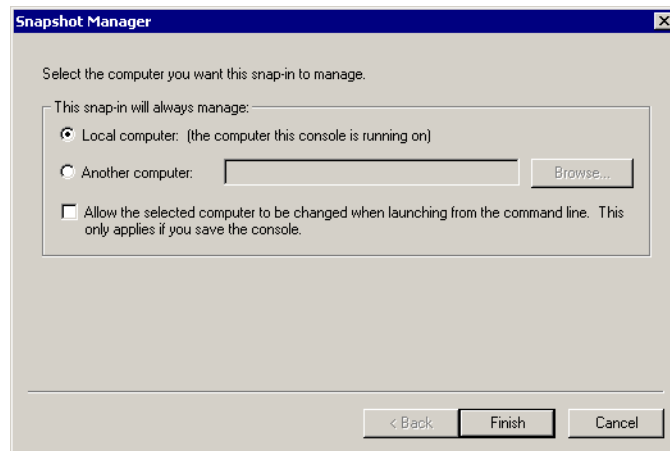 Snapshot Manager
Select the computer you want this snap-in to manage.
This snap-in will always manage:
Local computer:  (the computer this console is running on)
Another computer:
Browse...
Allow the selected computer to be changed when launching from the command line.  This
only applies if you save the console.
< Back
Finish
Cancel